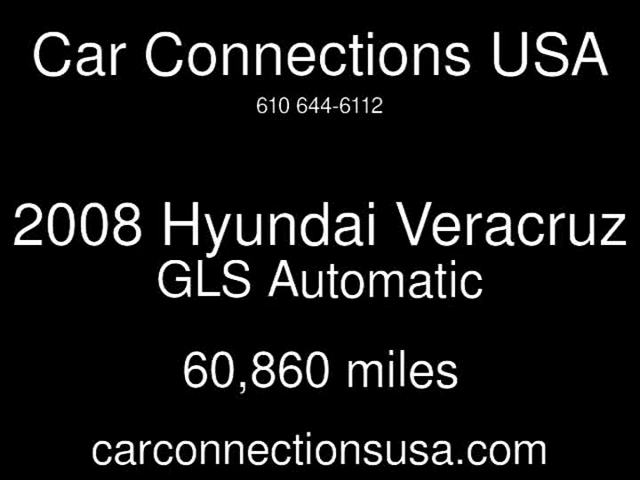 Car Connections USA
610 644-6112
2008 Hyundai Veracruz
GLS Automatic
60,860 miles
carconnectionsusa.com